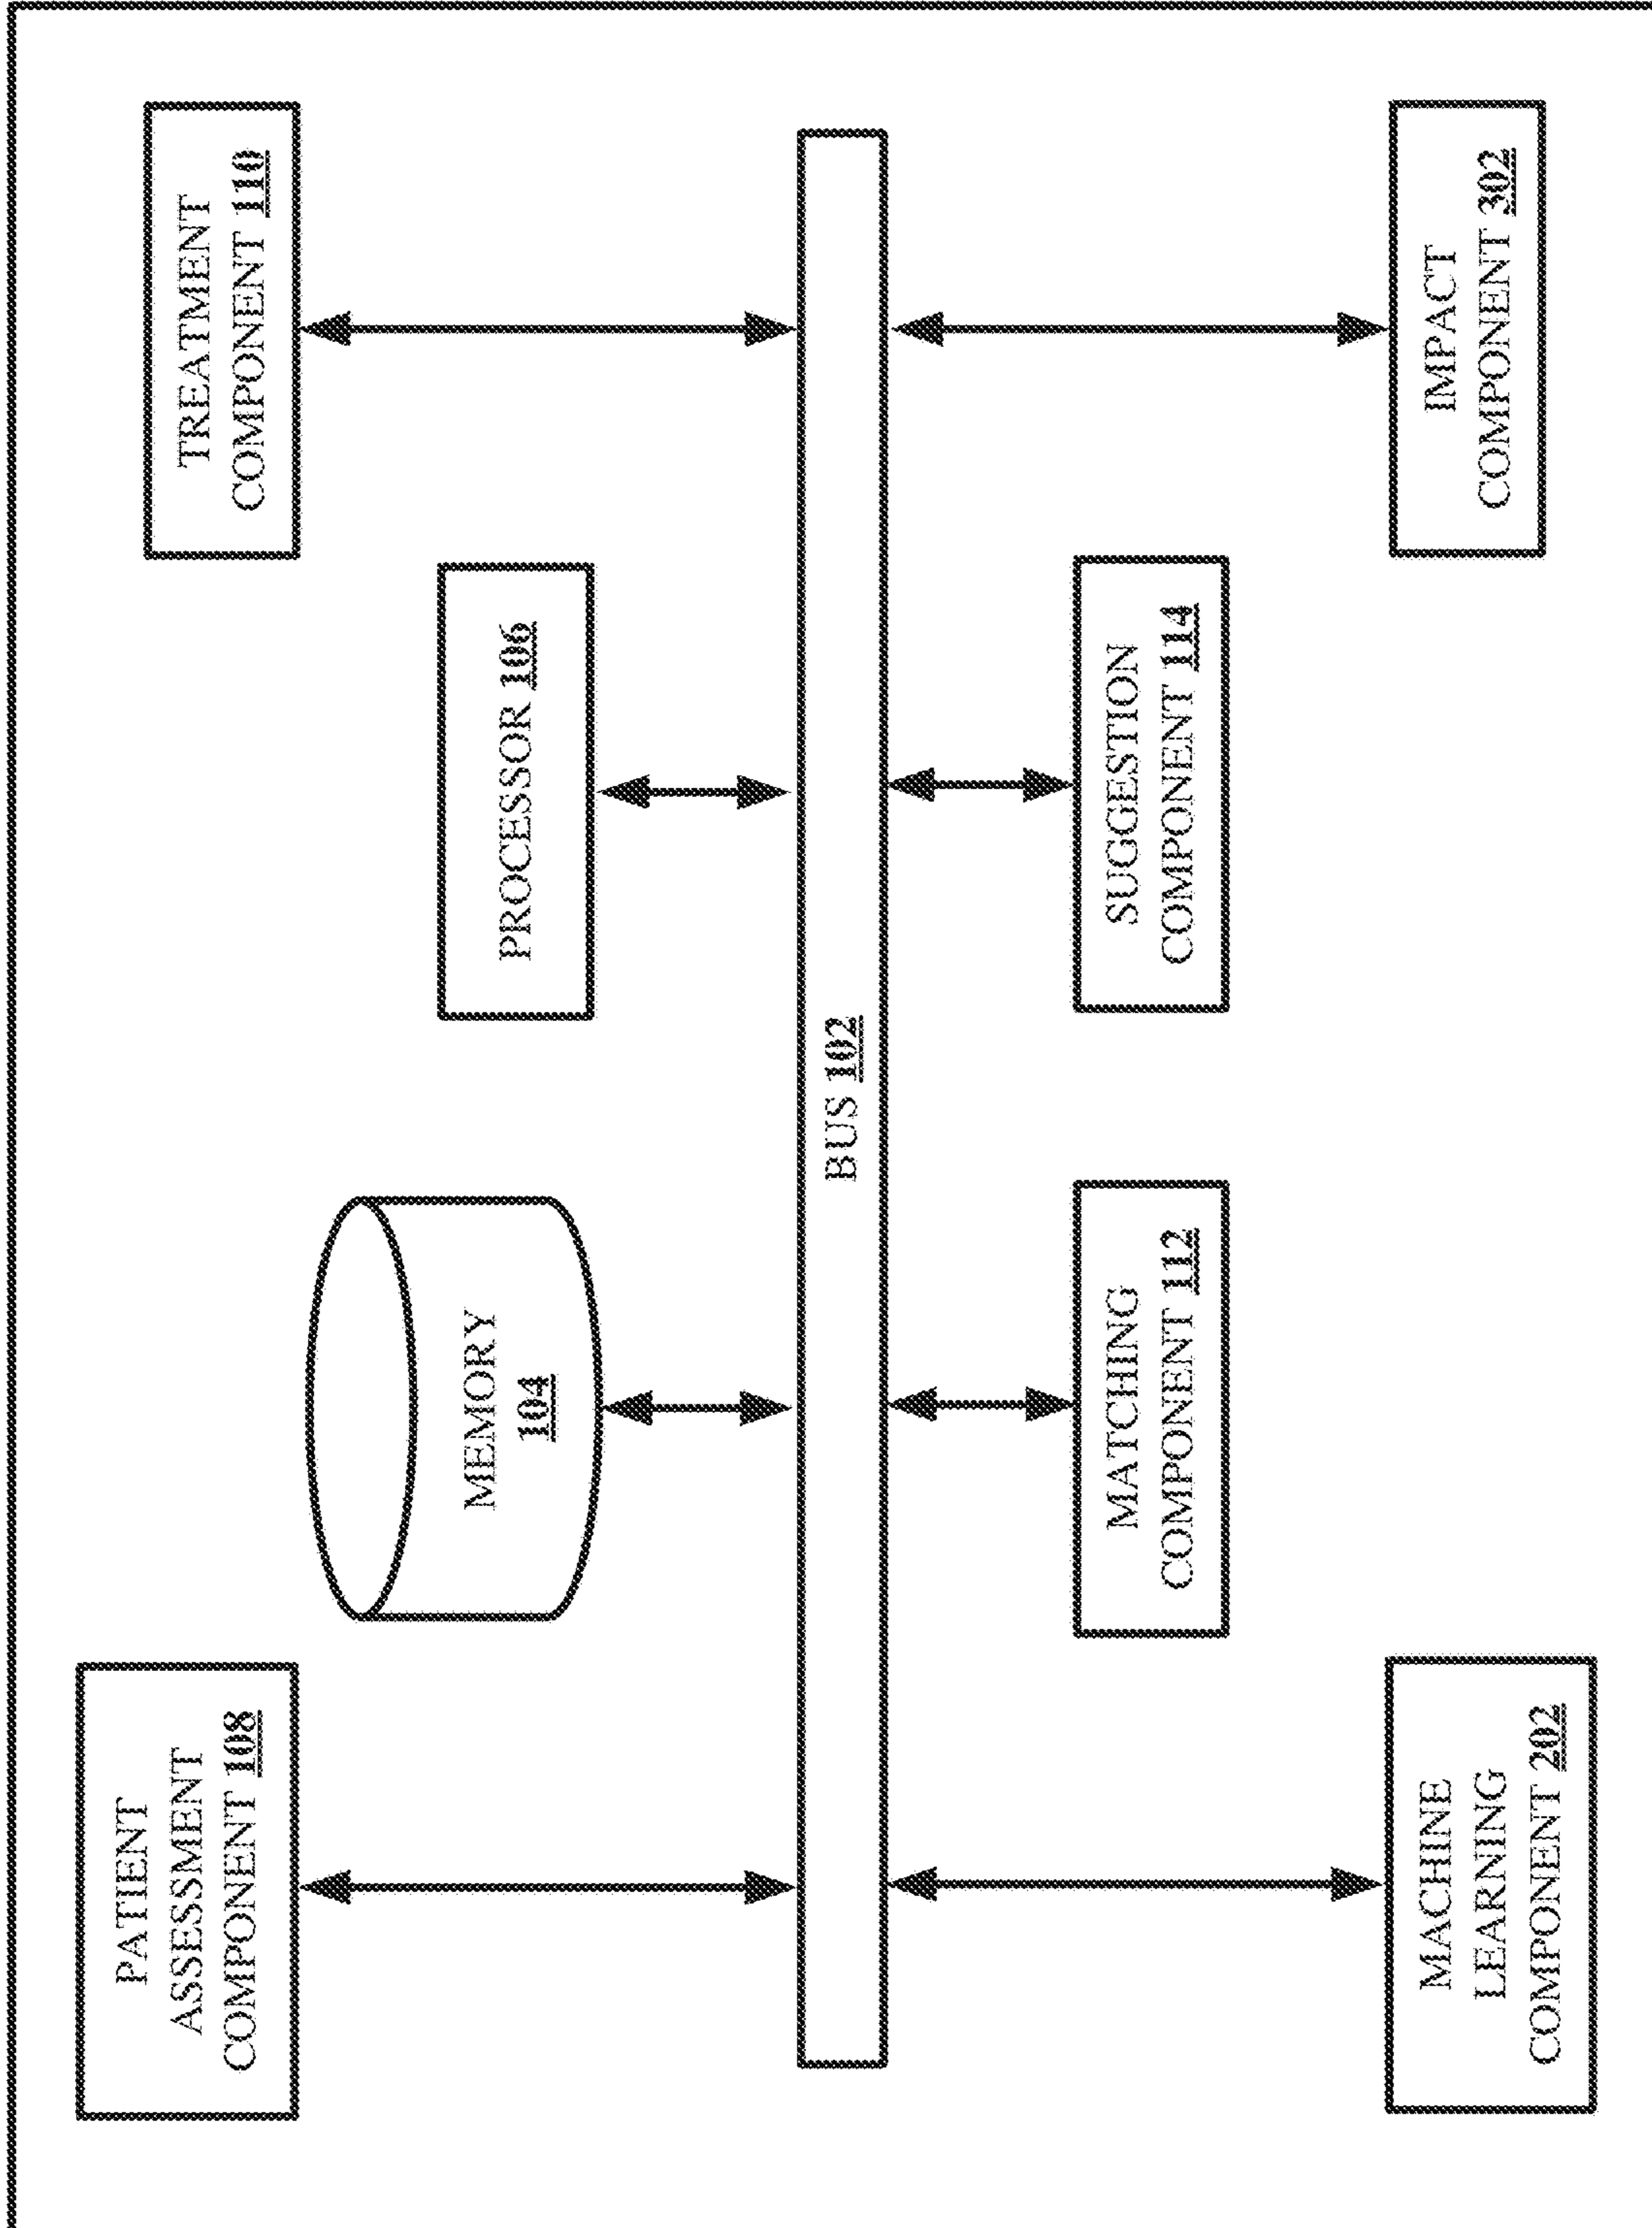 PATIENT
ASSESSMENT
COMPONENT 108
MEMORY
104
PROCESSOR 106
TREATMENT
COMPONENT 110
BUS 102
MACHINE
LEARNING
COMPONENT 202
MATCHING
COMPONENT 112
SUGGESTION
COMPONENT 114
IMPACT
COMPONENT 302